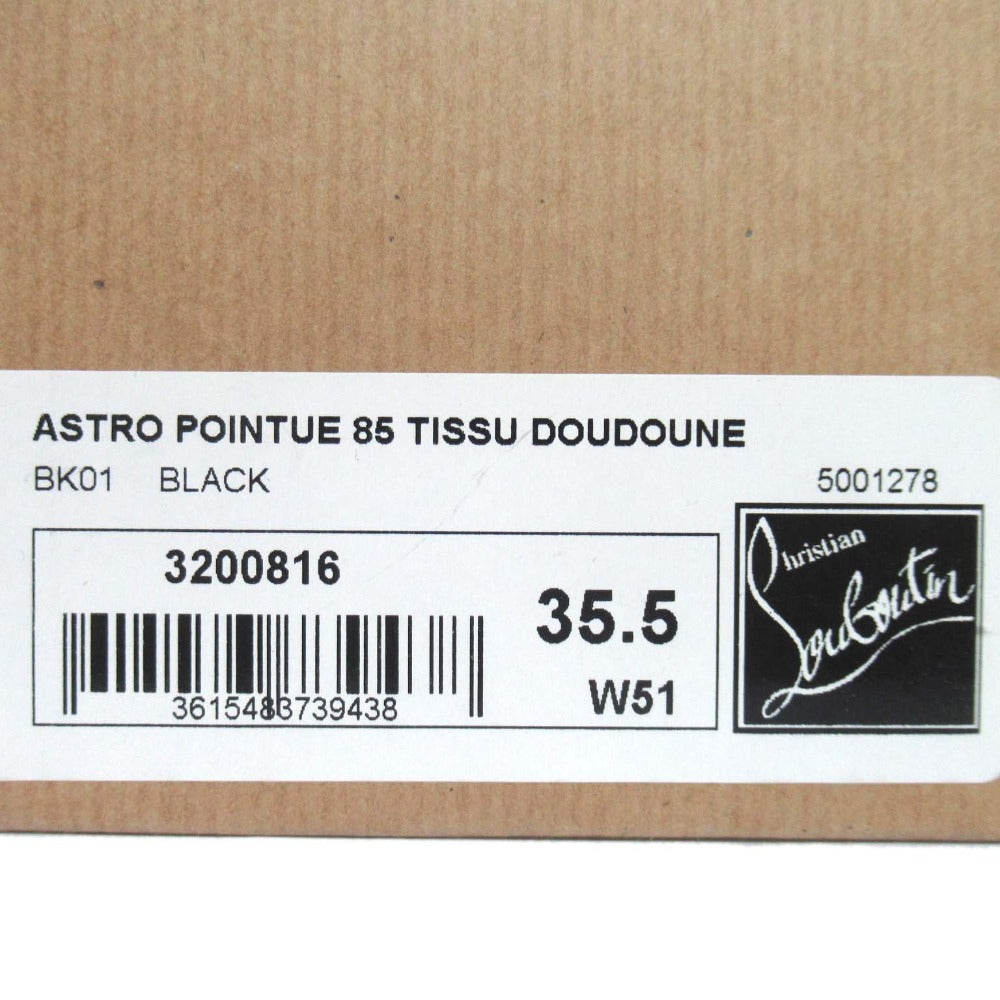 ASTRO POINTUE 85 TISSU DOUDOUNE
BK01 BLACK 5001278
3200816
35.5
W51
3615483739438
Christian
Louboutin